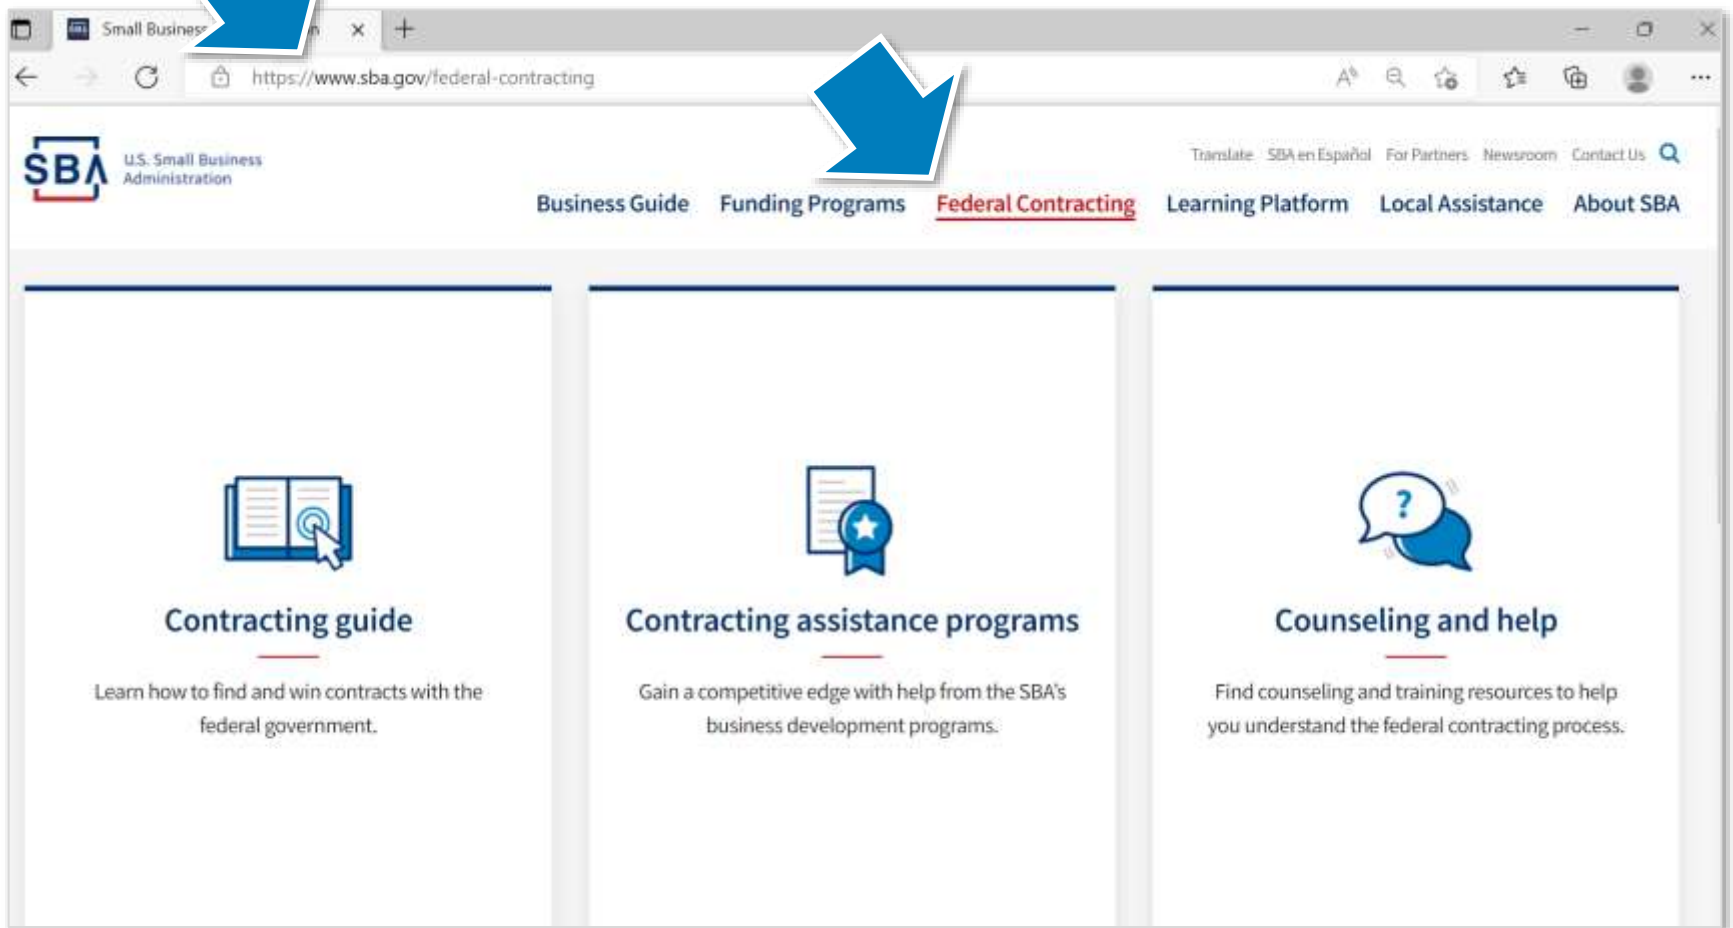 Small Busines
https://www.sba.gov/federal-contracting
SBA
U.S. Small Business
Administration
Translate SBA en Español For Partners Newsroom Contact Us
Business Guide Funding Programs Federal Contracting Learning Platform Local Assistance About SBA
?
Contracting guide
Learn how to find and win contracts with the
federal government.
Contracting assistance programs
Gain a competitive edge with help from the SBA's
business development programs.
Counseling and help
Find counseling and training resources to help
you understand the federal contracting process.